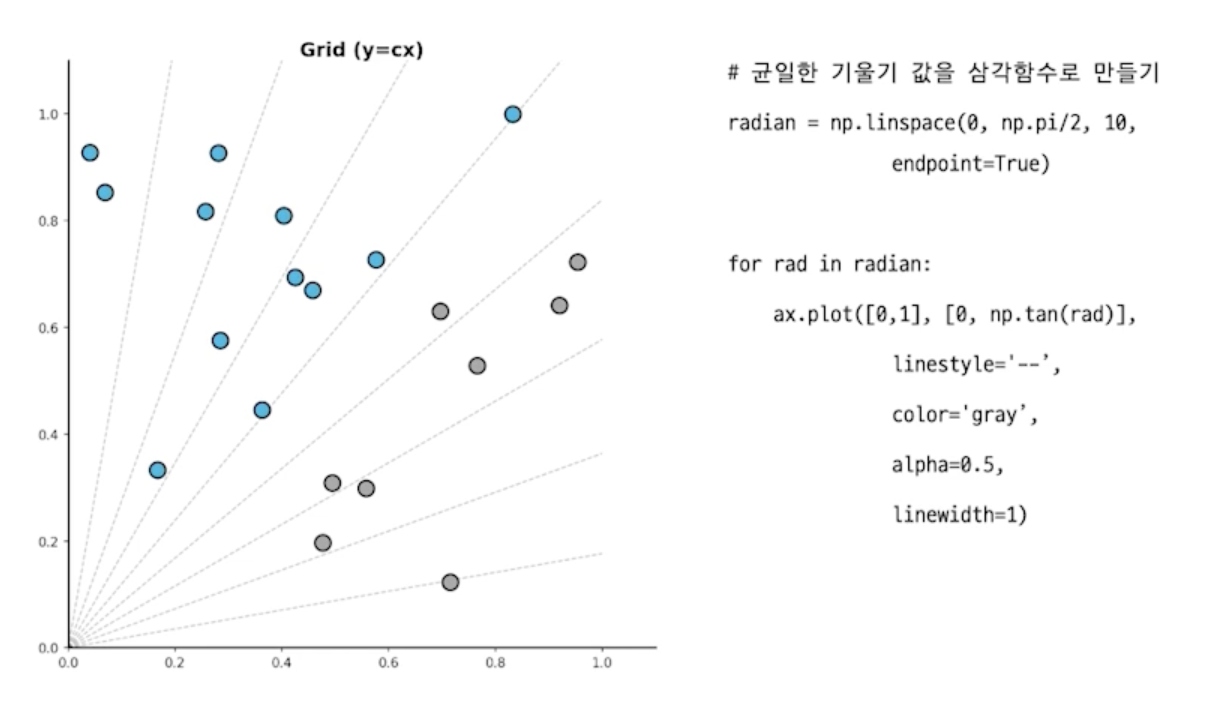 Grid (y=cx)
1.0
0.8
0.6
0.4
0.2
0.0
0.0 0.2 0.4 0.6 0.8 1.0
# 균일한 기울기 값을 삼각함수로 만들기
radian = np.linspace(0, np.pi/2, 10,
endpoint=True)
for rad in radian:
ax.plot([0,1], [0, np.tan(rad)],
linestyle='--’,
color='gray’,
alpha=0.5,
linewidth=1)